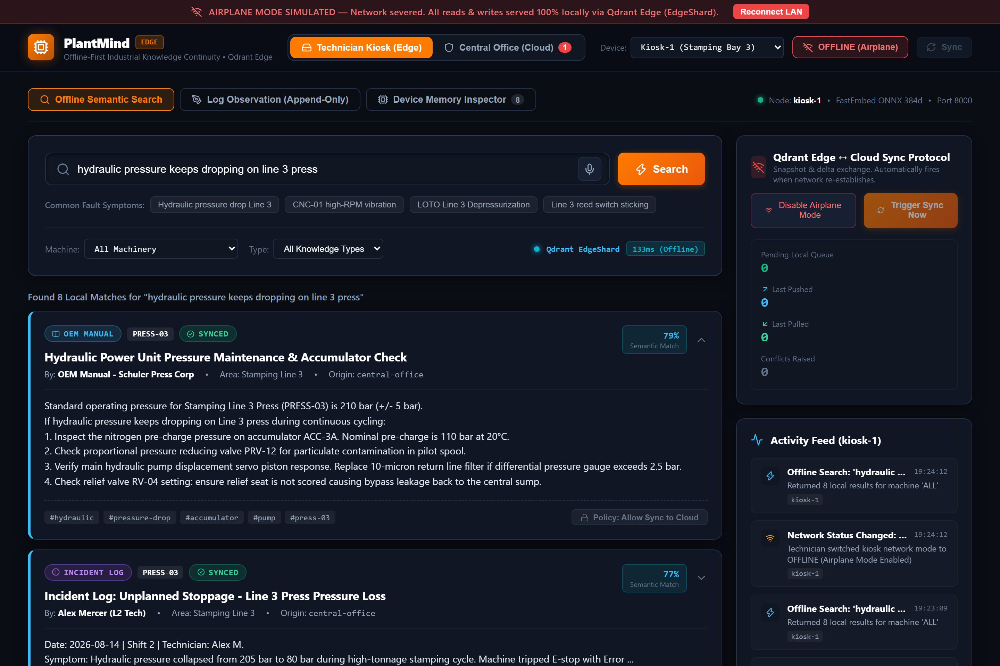 AIRPLANE MODE SIMULATED — Network severed. All reads & writes served 100% locally via Qdrant Edge (EdgeShard).
Reconnect LAN
PlantMind
EDGE
Offline-First Industrial Knowledge Continuity • Qdrant Edge
Technician Kiosk (Edge)
Central Office (Cloud) 1
Device:
Kiosk-1 (Stamping Bay 3)
OFFLINE (Airplane)
Sync
Offline Semantic Search
Log Observation (Append-Only)
Device Memory Inspector 8
Node: kiosk-1 • FastEmbed ONNX 384d • Port 8000
hydraulic pressure keeps dropping on line 3 press
Search
Common Fault Symptoms:
Hydraulic pressure drop Line 3
CNC-01 high-RPM vibration
LOTO Line 3 Depressurization
Line 3 reed switch sticking
Machine:
All Machinery
Type:
All Knowledge Types
Qdrant EdgeShard
133ms (Offline)
Found 8 Local Matches for "hydraulic pressure keeps dropping on line 3 press"
OEM MANUAL
PRESS-03
SYNCED
79%
Semantic Match
Hydraulic Power Unit Pressure Maintenance & Accumulator Check
By: OEM Manual - Schuler Press Corp • Area: Stamping Line 3 • Origin: central-office
Standard operating pressure for Stamping Line 3 Press (PRESS-03) is 210 bar (+/- 5 bar).
If hydraulic pressure keeps dropping on Line 3 press during continuous cycling:
1. Inspect the nitrogen pre-charge pressure on accumulator ACC-3A. Nominal pre-charge is 110 bar at 20°C.
2. Check proportional pressure reducing valve PRV-12 for particulate contamination in pilot spool.
3. Verify main hydraulic pump displacement servo piston response. Replace 10-micron return line filter if differential pressure gauge exceeds 2.5 bar.
4. Check relief valve RV-04 setting: ensure relief seat is not scored causing bypass leakage back to the central sump.
#hydraulic
#pressure-drop
#accumulator
#pump
#press-03
Policy: Allow Sync to Cloud
INCIDENT LOG
PRESS-03
SYNCED
77%
Semantic Match
Incident Log: Unplanned Stoppage - Line 3 Press Pressure Loss
By: Alex Mercer (L2 Tech) • Area: Stamping Line 3 • Origin: central-office
Date: 2026-08-14 | Shift 2 | Technician: Alex M.
Symptom: Hydraulic pressure collapsed from 205 bar to 80 bar during high-tonnage stamping cycle. Machine tripped E-stop with Error ...
Qdrant Edge ↔ Cloud Sync Protocol
Snapshot & delta exchange. Automatically fires
when network re-establishes.
Disable Airplane
Mode
Trigger Sync
Now
Pending Local Queue
0
Last Pushed
0
Last Pulled
0
Conflicts Raised
0
Activity Feed (kiosk-1)
Offline Search: 'hydraulic ... 19:24:12
Returned 8 local results for machine 'ALL'
kiosk-1
Network Status Changed: ... 19:24:12
Technician switched kiosk network mode to
OFFLINE (Airplane Mode Enabled)
kiosk-1
Offline Search: 'hydraulic ... 19:23:09
Returned 8 local results for machine 'ALL'
kiosk-1